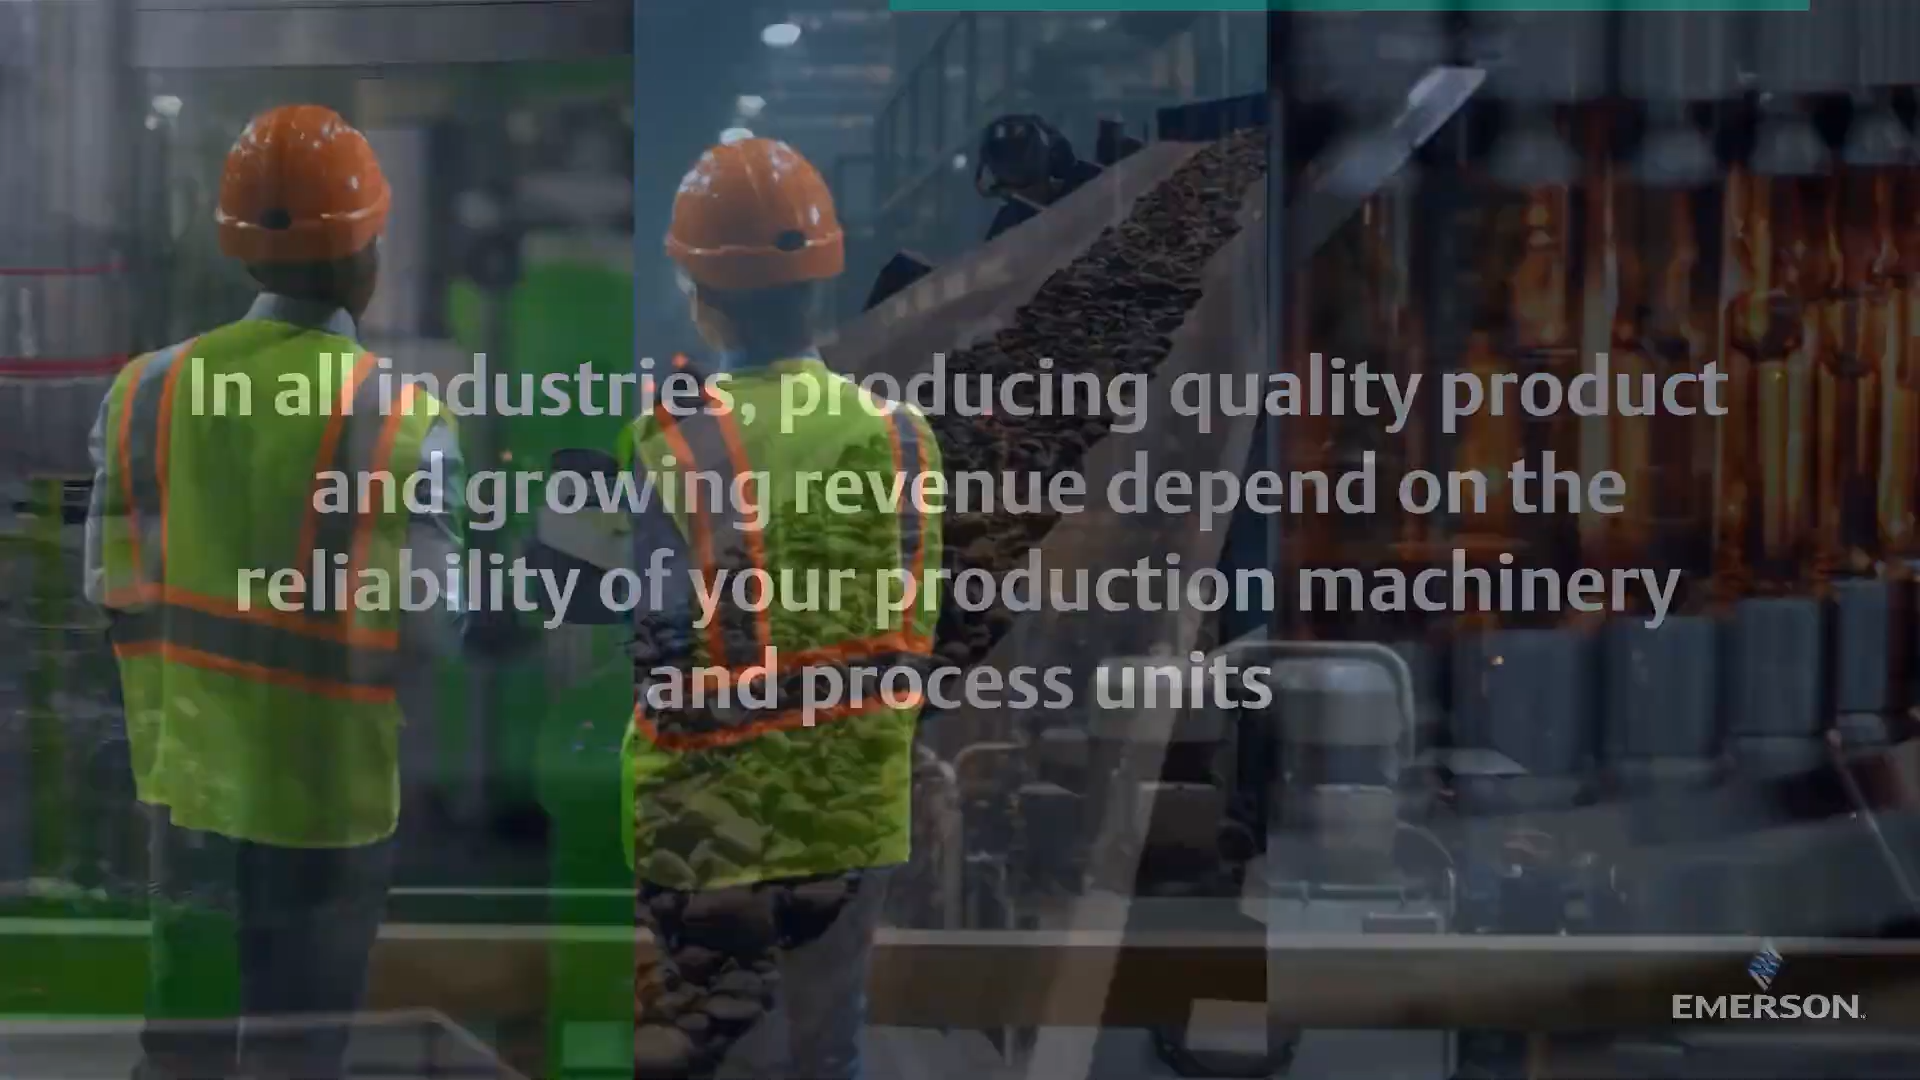 In all industries, producing quality product
and growing revenue depend on the
reliability of your production machinery
and process units
EMERSON